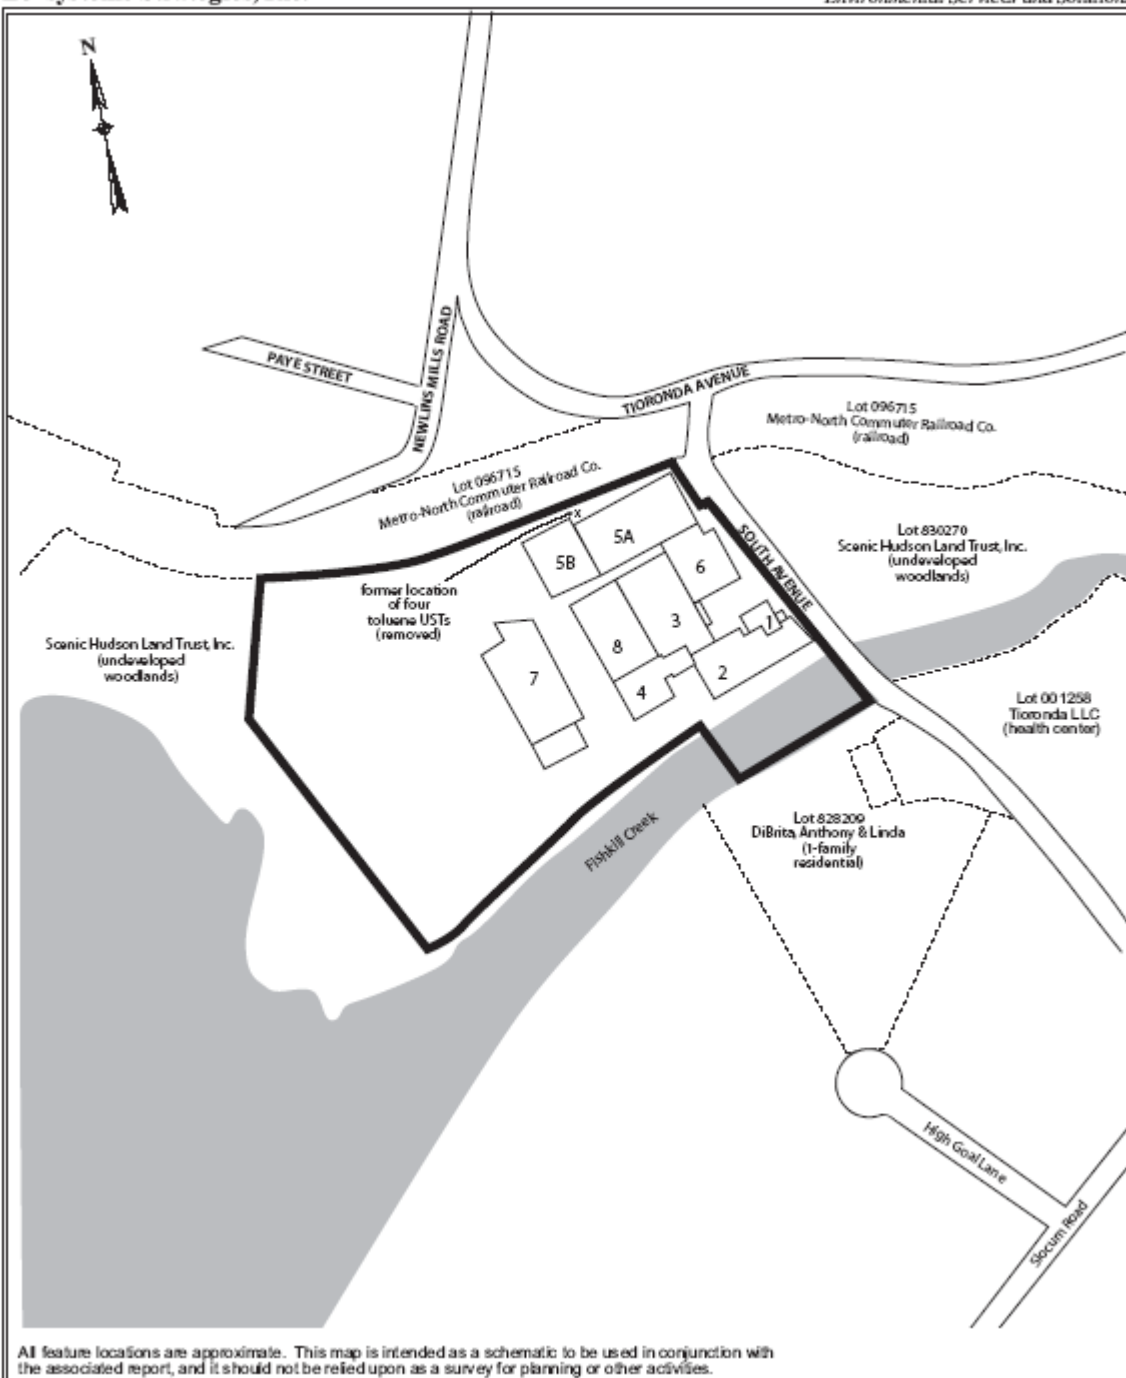 N
PAYE STREET
NEWLINS MILLS ROAD
TIORONDA AVENUE
Lot 096715
Metro-North Commuter Railroad Co.
(railroad)
Lot 096715
Metro-North Commuter Railroad Co.
(railroad)
x
5A
5B
6
SOUTH AVENUE
Lot 830270
Scenic Hudson Land Trust, Inc.
(undeveloped
woodlands)
former location
of four
toluene USTs
(removed)
3
1
8
2
7
4
Scenic Hudson Land Trust, Inc.
(undeveloped
woodlands)
Lot 001258
Tioronda LLC
(health center)
Fishkill Creek
Lot 828209
DiBrita, Anthony & Linda
(1-family
residential)
High Goal Lane
Slocum Road
All feature locations are approximate. This map is intended as a schematic to be used in conjunction with
the associated report, and it should not be relied upon as a survey for planning or other activities.